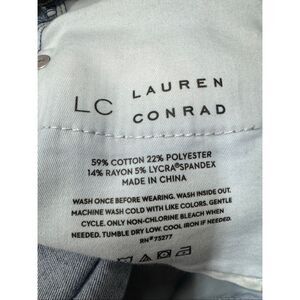 LC LAUREN
CONRAD
59% COTTON 22% POLYESTER
14% RAYON 5% LYCRA®SPANDEX
MADE IN CHINA
WASH ONCE BEFORE WEARING. WASH INSIDE OUT.
MACHINE WASH COLD WITH LIKE COLORS. GENTLE
CYCLE. ONLY NON-CHLORINE BLEACH WHEN
NEEDED. TUMBLE DRY LOW. COOL IRON IF NEEDED.
RN#75277